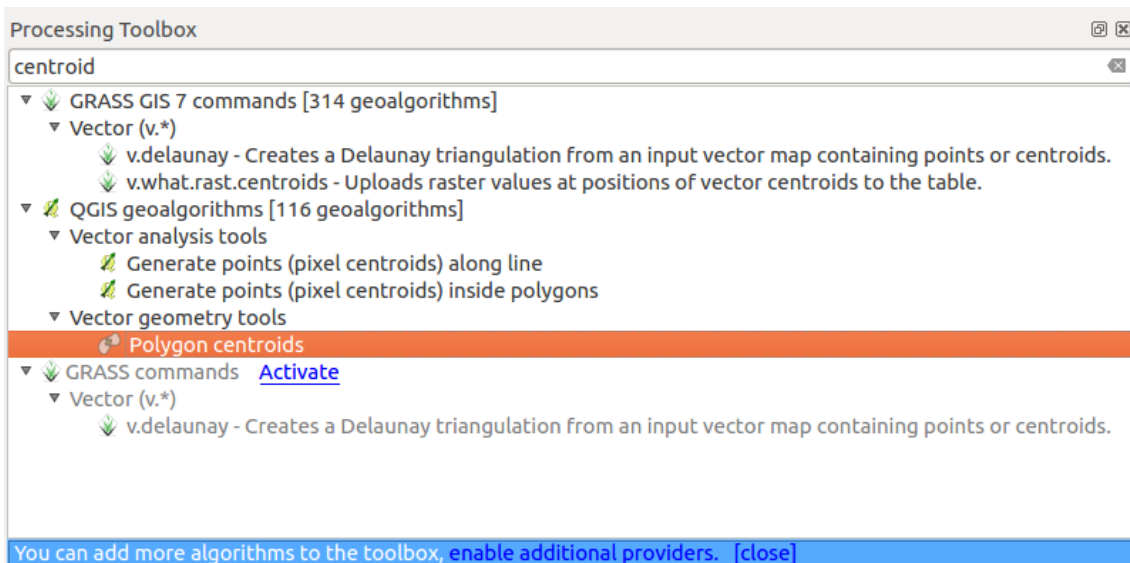 Processing Toolbox
centroid
GRASS GIS 7 commands [314 geoalgorithms]
Vector (v.*)
v.delaunay - Creates a Delaunay triangulation from an input vector map containing points or centroids.
v.what.rast.centroids - Uploads raster values at positions of vector centroids to the table.
QGIS geoalgorithms [116 geoalgorithms]
Vector analysis tools
Generate points (pixel centroids) along line
Generate points (pixel centroids) inside polygons
Vector geometry tools
Polygon centroids
GRASS commands Activate
Vector (v.*)
v.delaunay - Creates a Delaunay triangulation from an input vector map containing points or centroids.
You can add more algorithms to the toolbox, enable additional providers. [close]